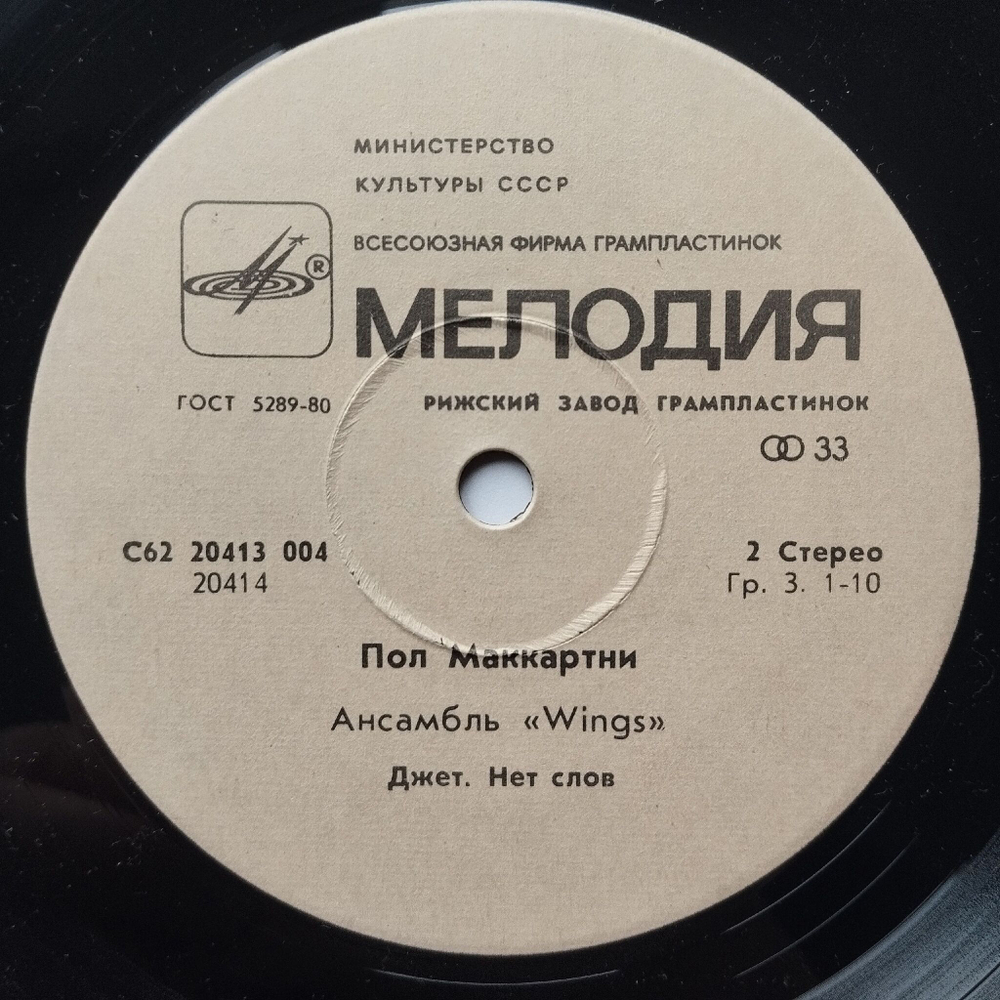 МИНИСТЕРСТВО
КУЛЬТУРЫ СССР
ВСЕСОЮЗНАЯ ФИРМА ГРАМПЛАСТИНОК
®
МЕЛОДИЯ
ГОСТ 5289-80
РИЖСКИЙ ЗАВОД ГРАМПЛАСТИНОК
33
С62 20413 004
20414
2 Стерео
Гр. 3. 1-10
Пол Маккартни
Ансамбль «Wings»
Джет. Нет слов